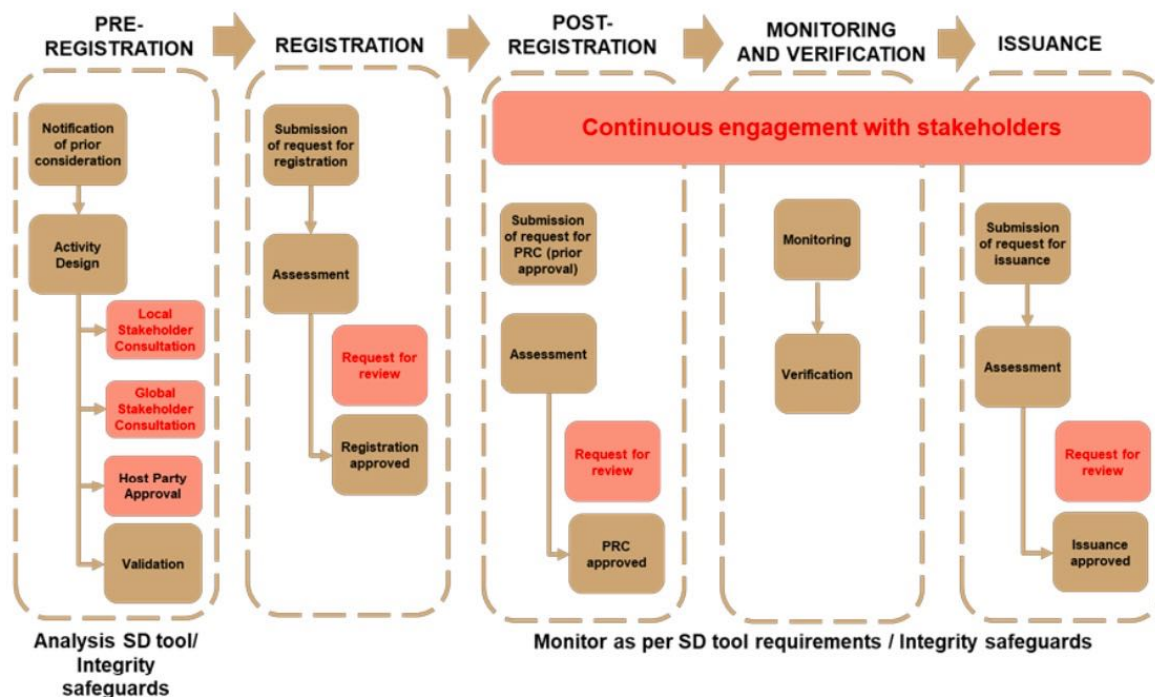 PRE-
REGISTRATION
REGISTRATION
POST-
REGISTRATION
MONITORING
AND VERIFICATION
ISSUANCE
Notification
of prior
consideration
Activity
Design
Local
Stakeholder
Consultation
Global
Stakeholder
Consultation
Host Party
Approval
Validation
Analysis SD tool/
Integrity
safeguards
Submission
of request for
registration
Assessment
Request for
review
Registration
approved
Continuous engagement with stakeholders
Submission
of request for
PRC (prior
approval)
Assessment
Request for
review
PRC
approved
Monitoring
Verification
Submission
of request for
issuance
Assessment
Request for
review
Issuance
approved
Monitor as per SD tool requirements / Integrity safeguards